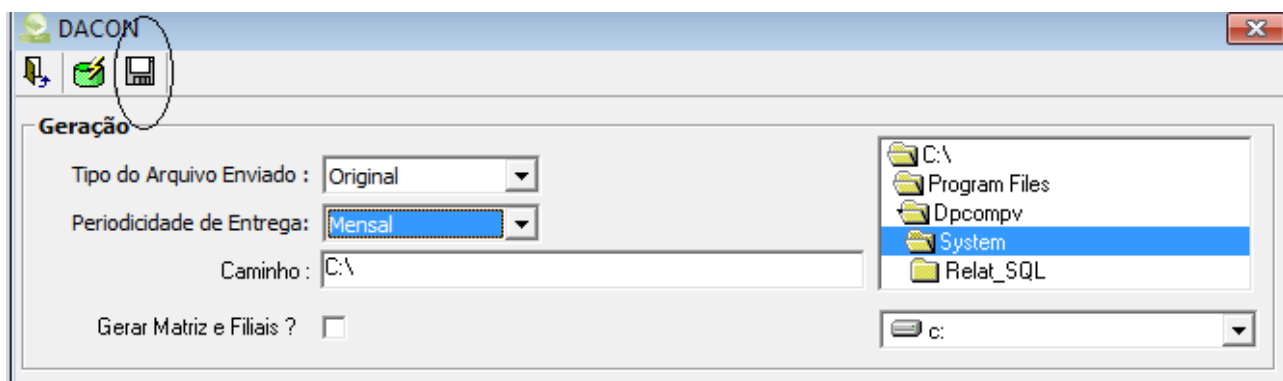 DACON
Geração
Tipo do Arquivo Enviado : Original
Periodicidade de Entrega: Mensal
Caminho : C:\
Gerar Matriz e Filiais ?
C:\
Program Files
Dpcompv
System
Relat_SQL
c: